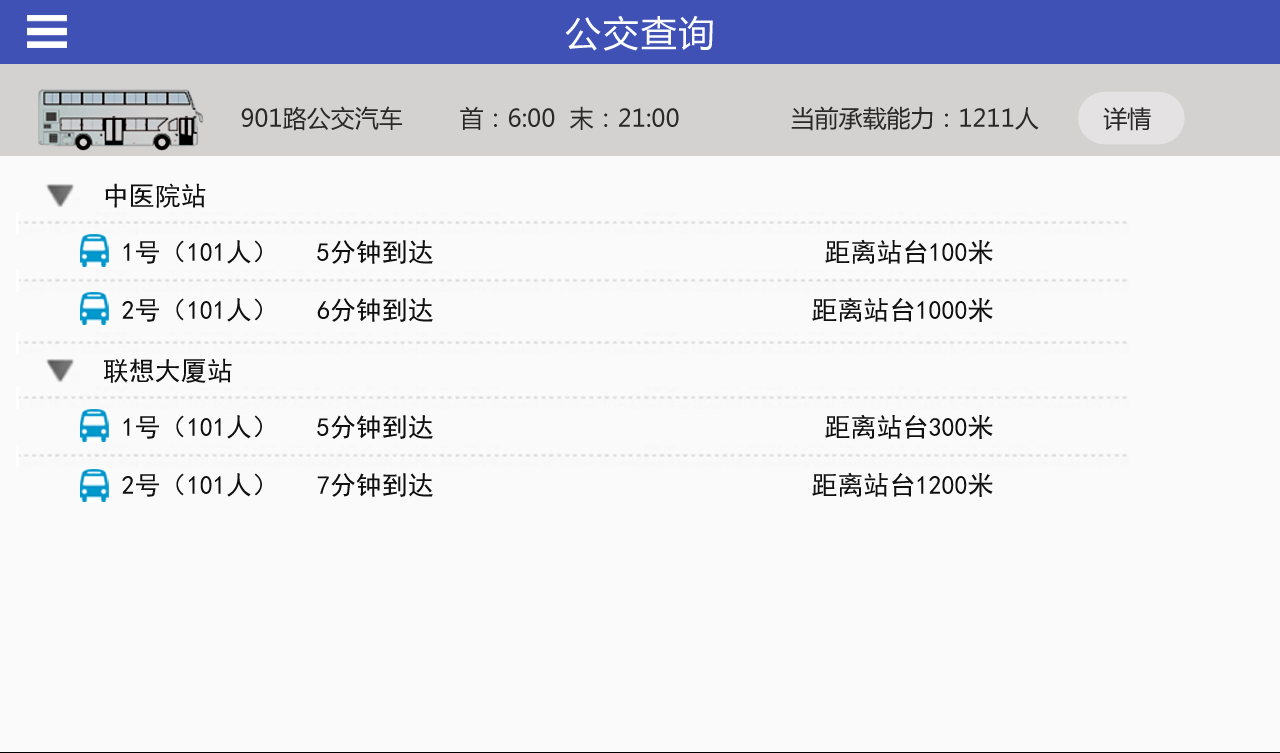 公交查询
901路公交汽车 首：6:00 末：21:00 当前承载能力：1211人 详情
中医院站
1号（101人） 5分钟到达 距离站台100米
2号（101人） 6分钟到达 距离站台1000米
联想大厦站
1号（101人） 5分钟到达 距离站台300米
2号（101人） 7分钟到达 距离站台1200米